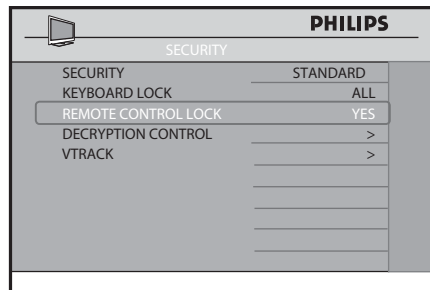 PHILIPS
SECURITY
SECURITY STANDARD
KEYBOARD LOCK ALL
REMOTE CONTROL LOCK YES
DECRYPTION CONTROL >
VTRACK >